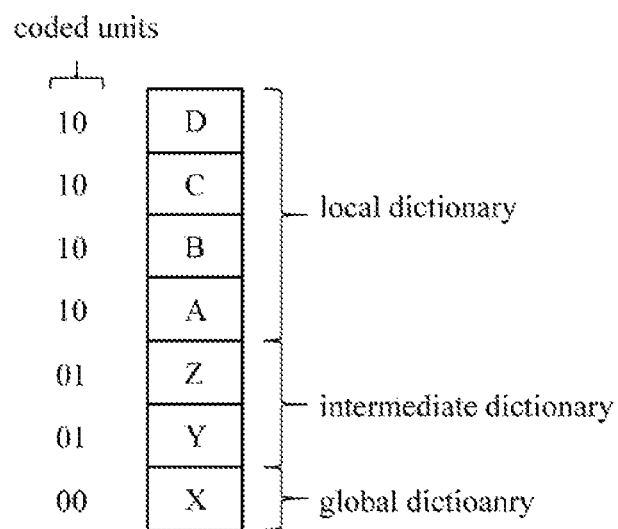 coded units
10 D
10 C
local dictionary
10 B
10 A
01 Z
intermediate dictionary
01 Y
00 X global dictioanry